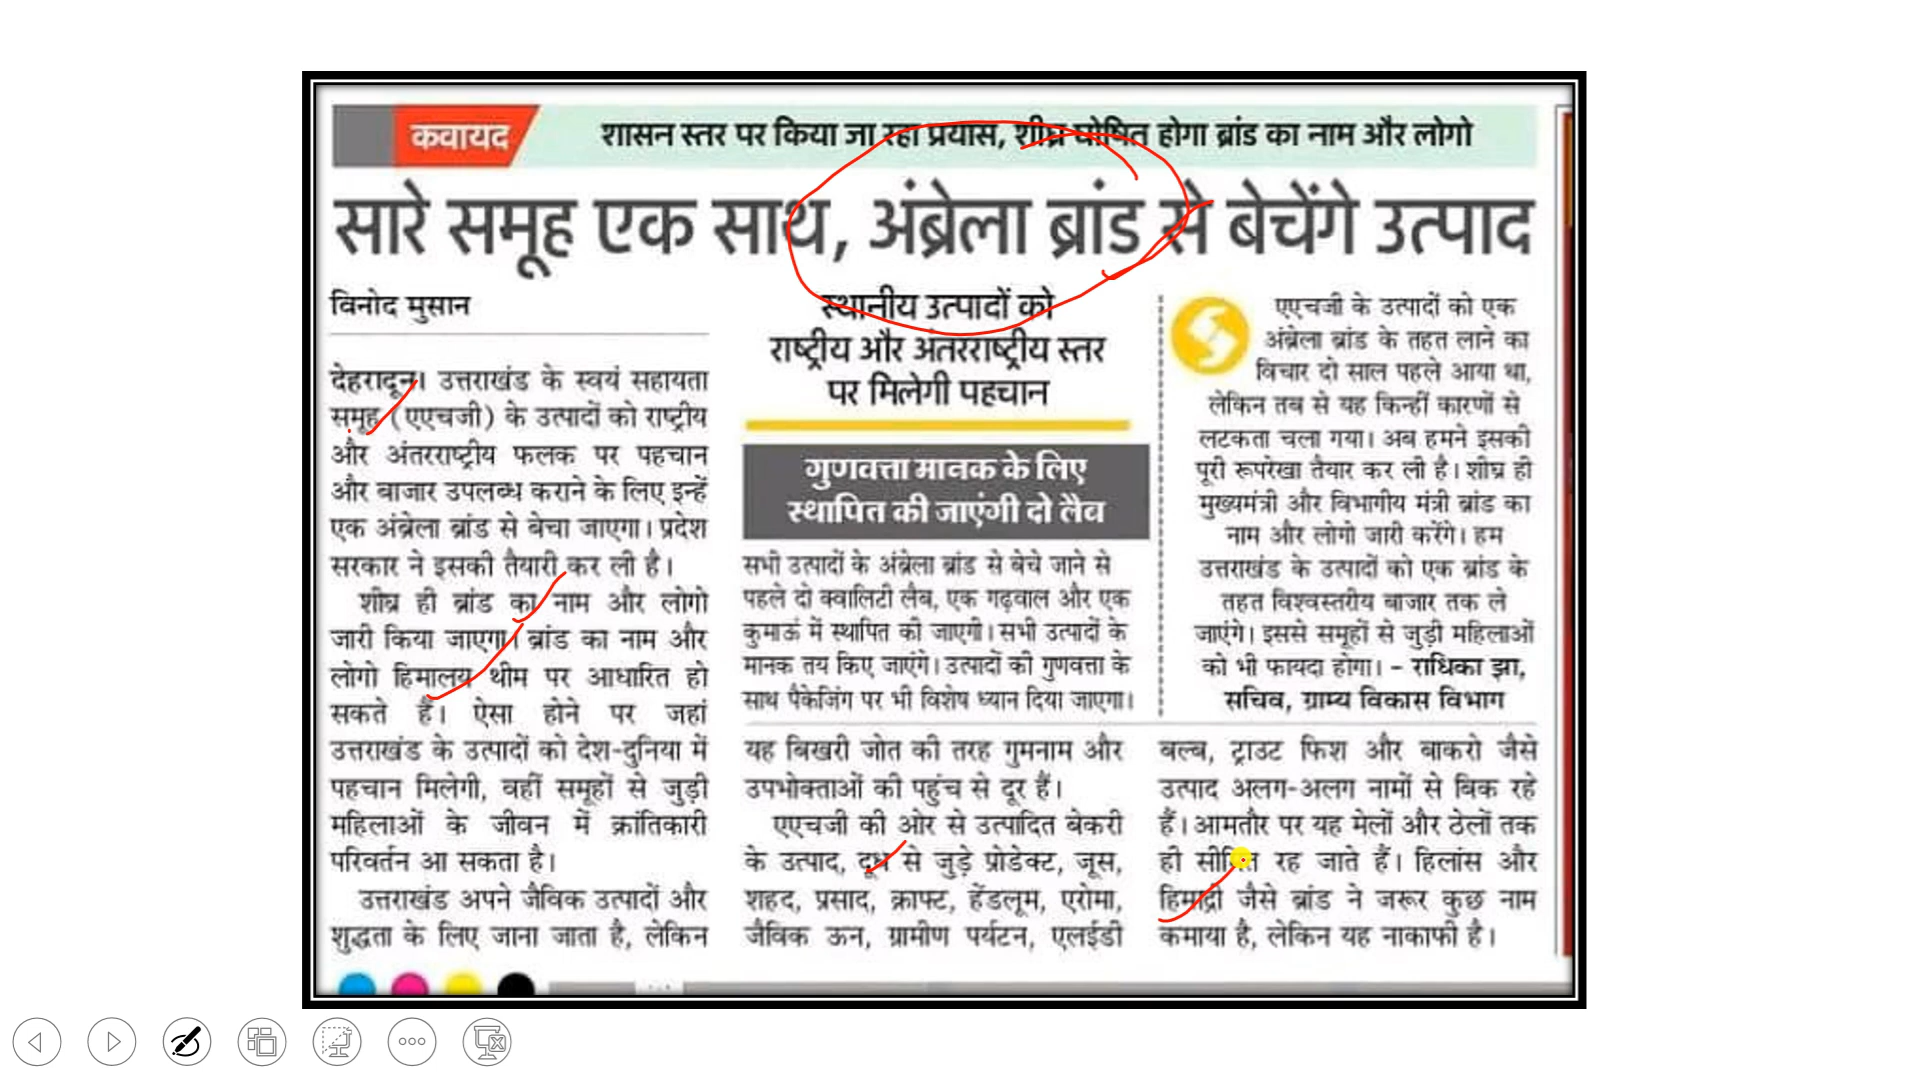 कवायद
शासन स्तर पर किया जा रहा प्रयास, शीघ्र घोषित होगा ब्रांड का नाम और लोगो
सारे समूह एक साथ, अंब्रेला ब्रांड से बेचेंगे उत्पाद
विनोद मुसान
देहरादून। उत्तराखंड के स्वयं सहायता
समूह (एएचजी) के उत्पादों को राष्ट्रीय
और अंतरराष्ट्रीय फलक पर पहचान
और बाजार उपलब्ध कराने के लिए इन्हें
एक अंब्रेला ब्रांड से बेचा जाएगा। प्रदेश
सरकार ने इसकी तैयारी कर ली है।
शीघ्र ही ब्रांड का नाम और लोगो
जारी किया जाएगा। ब्रांड का नाम और
लोगो हिमालय थीम पर आधारित हो
सकते हैं। ऐसा होने पर जहां
उत्तराखंड के उत्पादों को देश-दुनिया में
पहचान मिलेगी, वहीं समूहों से जुड़ी
महिलाओं के जीवन में क्रांतिकारी
परिवर्तन आ सकता है।
उत्तराखंड अपने जैविक उत्पादों और
शुद्धता के लिए जाना जाता है, लेकिन
स्थानीय उत्पादों को
राष्ट्रीय और अंतरराष्ट्रीय स्तर
पर मिलेगी पहचान
गुणवत्ता मानक के लिए
स्थापित की जाएंगी दो लैब
सभी उत्पादों के अंब्रेला ब्रांड से बेचे जाने से
पहले दो क्वालिटी लैब, एक गढ़वाल और एक
कुमाऊं में स्थापित की जाएगी। सभी उत्पादों के
मानक तय किए जाएंगे। उत्पादों की गुणवत्ता के
साथ पैकेजिंग पर भी विशेष ध्यान दिया जाएगा।
एएचजी के उत्पादों को एक
अंब्रेला ब्रांड के तहत लाने का
विचार दो साल पहले आया था,
लेकिन तब से यह किन्हीं कारणों से
लटकता चला गया। अब हमने इसकी
पूरी रूपरेखा तैयार कर ली है। शीघ्र ही
मुख्यमंत्री और विभागीय मंत्री ब्रांड का
नाम और लोगो जारी करेंगे। हम
उत्तराखंड के उत्पादों को एक ब्रांड के
तहत विश्वस्तरीय बाजार तक ले
जाएंगे। इससे समूहों से जुड़ी महिलाओं
को भी फायदा होगा। - राधिका झा,
सचिव, ग्राम्य विकास विभाग
यह बिखरी जोत की तरह गुमनाम और
उपभोक्ताओं की पहुंच से दूर हैं।
एएचजी की ओर से उत्पादित बेकरी
के उत्पाद, दूध से जुड़े प्रोडेक्ट, जूस,
शहद, प्रसाद, क्राफ्ट, हेंडलूम, एरोमा,
जैविक ऊन, ग्रामीण पर्यटन, एलईडी
बल्ब, ट्राउट फिश और बाकरो जैसे
उत्पाद अलग-अलग नामों से बिक रहे
हैं। आमतौर पर यह मेलों और ठेलों तक
ही सीमित रह जाते हैं। हिलांस और
हिमाद्री जैसे ब्रांड ने जरूर कुछ नाम
कमाया है, लेकिन यह नाकाफी है।